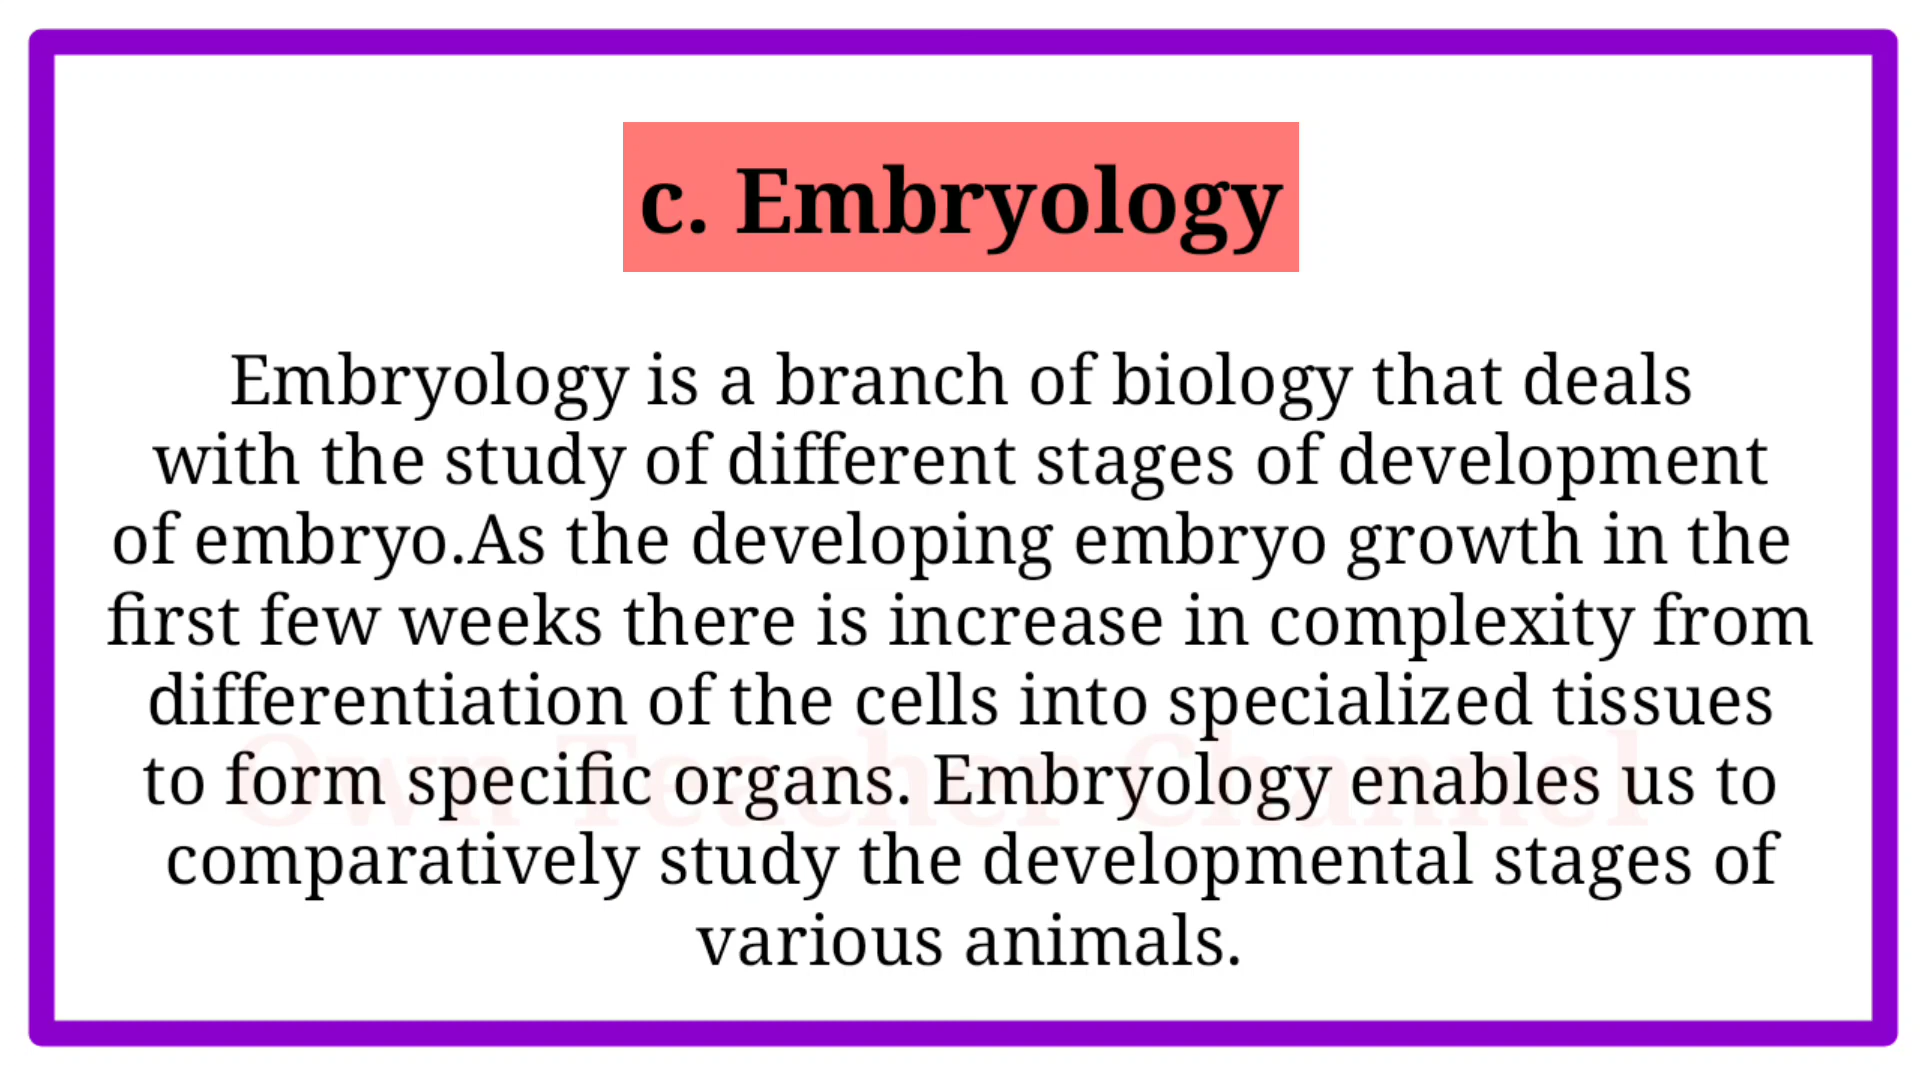 c. Embryology
Embryology is a branch of biology that deals
with the study of different stages of development
of embryo.As the developing embryo growth in the
first few weeks there is increase in complexity from
differentiation of the cells into specialized tissues
to form specific organs. Embryology enables us to
comparatively study the developmental stages of
various animals.
Own Teacher Channel